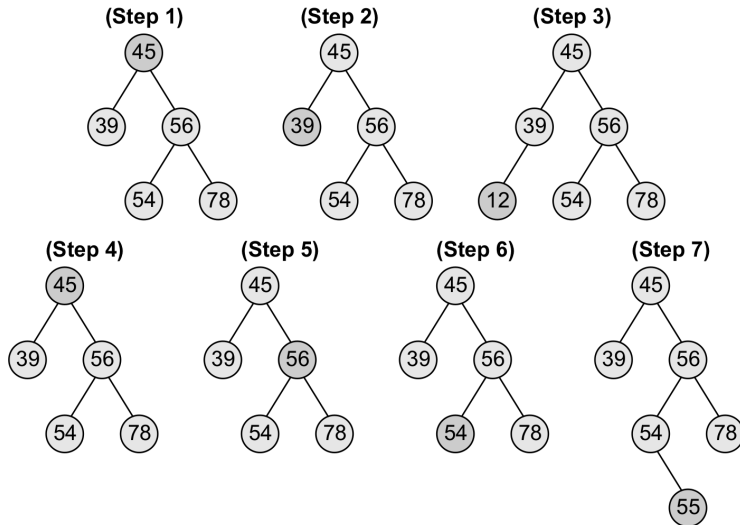 (Step 1) (Step 2) (Step 3)
45 45 45
39 56 39 56 39 56
54 78 54 78 12 54 78
(Step 4) (Step 5) (Step 6) (Step 7)
45 45 45 45
39 56 39 56 39 56 39 56
54 78 54 78 54 78 54 78
55